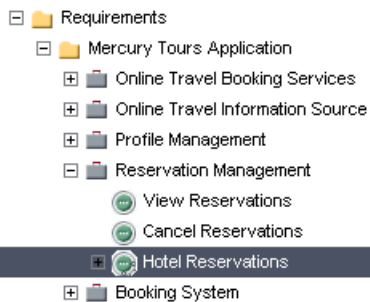 Requirements
Mercury Tours Application
Online Travel Booking Services
Online Travel Information Source
Profile Management
Reservation Management
View Reservations
Cancel Reservations
Hotel Reservations
Booking System